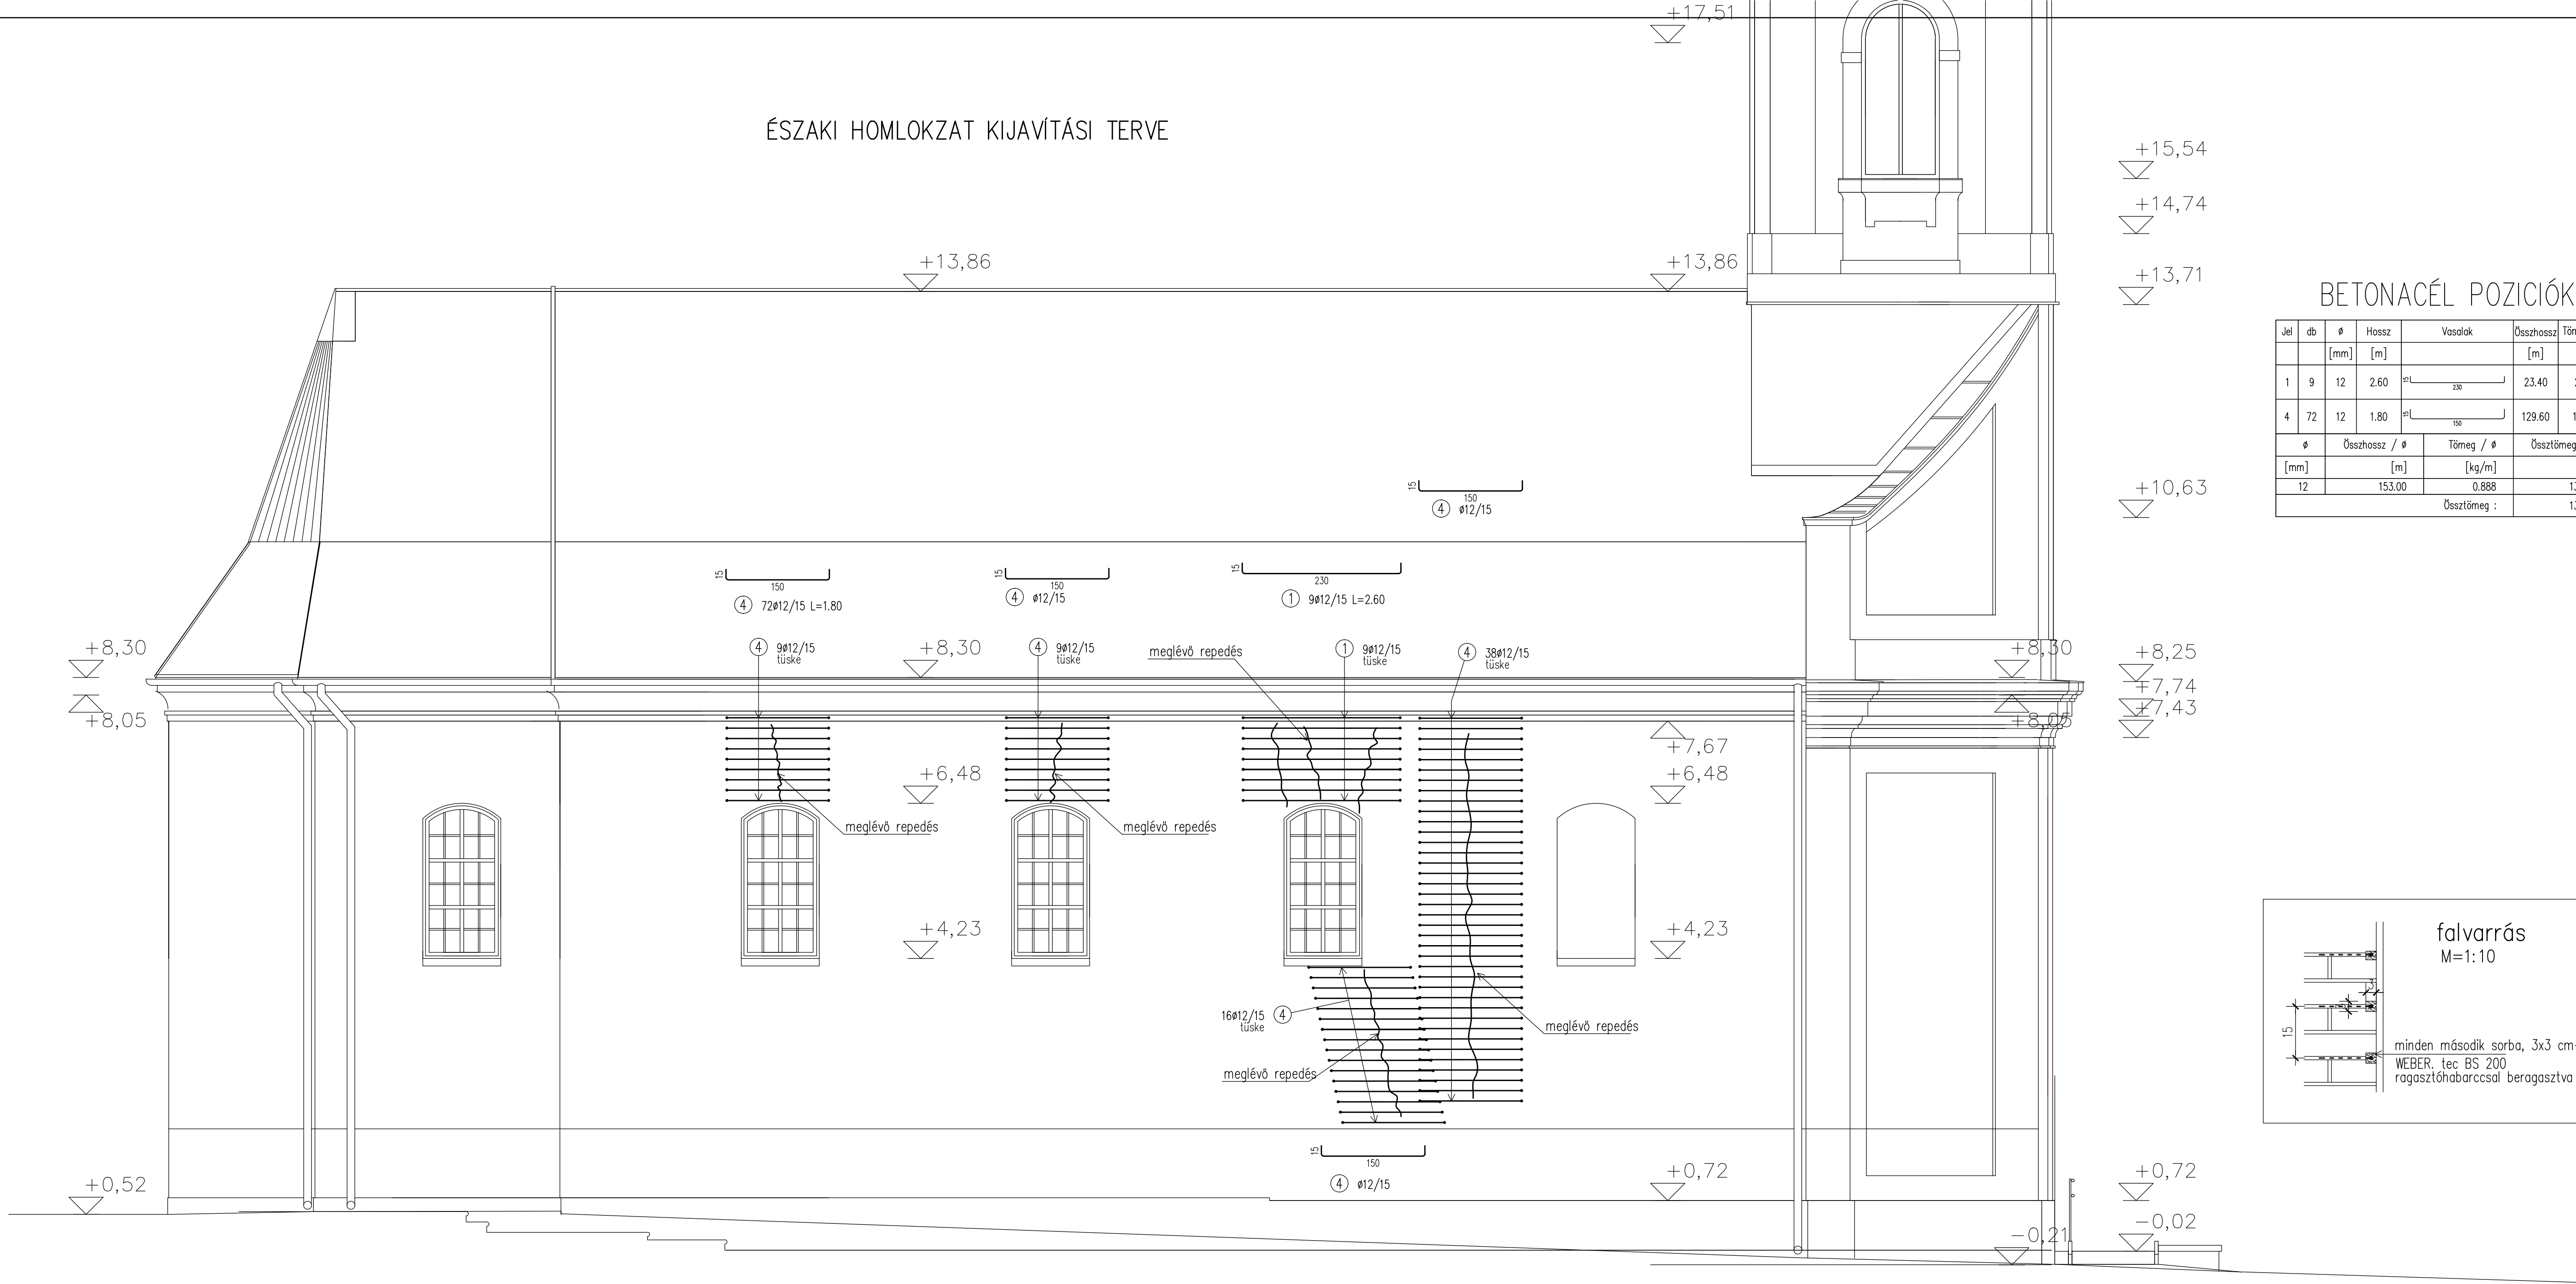 +17,51
ÉSZAKI HOMLOKZAT KIJAVÍTÁSI TERVE
+15,54
+14,74
+13,86
+13,86
+13,71
BETONACÉL POZICIÓK
Jel db ø Hossz Vasalak Összhossz
[mm] [m] [m]
1 9 12 2.60 15 230 23.40
4 72 12 1.80 15 150 129.60
ø Összhossz / ø Tömeg / ø Össztömeg
[mm] [m] [kg/m]
12 153.00 0.888
Össztömeg :
15 150
4 ø12/15
+10,63
15 150
4 72ø12/15 L=1.80
15 150
4 ø12/15
15 230
1 9ø12/15 L=2.60
+8,30
4 9ø12/15
tüske
+8,30
4 9ø12/15
tüske
meglévő repedés
1 9ø12/15
tüske
4 38ø12/15
tüske
+8,30
+8,25
+7,74
+7,43
+8,05
+8,05
+7,67
+6,48
+6,48
meglévő repedés
meglévő repedés
+4,23
+4,23
falvarrás
M=1:10
3
3
15
minden második sorba, 3x3 cm
WEBER. tec BS 200
ragasztóhabarccsal beragasztva
16ø12/15 4
tüske
meglévő repedés
meglévő repedés
15 150
4 ø12/15
+0,52
+0,72
+0,72
-0,21
-0,02